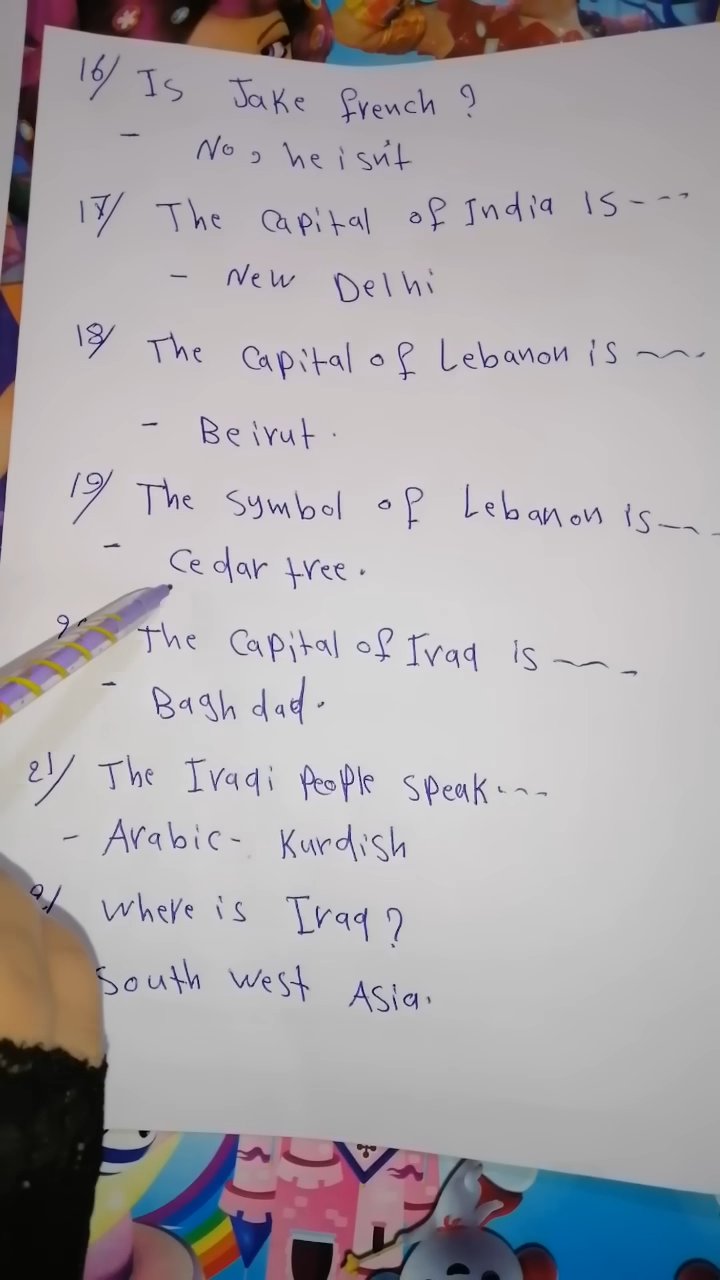 16/ Is Jake french ?
- No, he isn't
17/ The Capital of India is ----
- New Delhi
18/ The Capital of Lebanon is ~~~
- Beirut.
19/ The Symbol of Lebanon is ---
- Cedar tree.
The Capital of Iraq is ---
- Baghdad.
21/ The Iraqi People speak ----
- Arabic - Kurdish
Where is Iraq?
South west Asia.